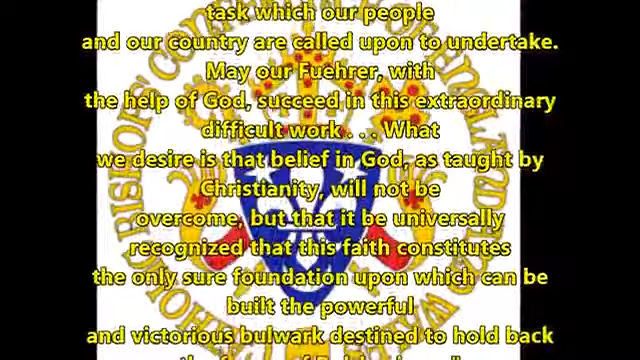 task which our people
and our country are called upon to undertake.
May our Fuehrer, with
the help of God, succeed in this extraordinary
difficult work . . . What
we desire is that belief in God, as taught by
Christianity, will not be
overcome, but that it be universally
recognized that this faith constitutes
the only sure foundation upon which can be
built the powerful
and victorious bulwark destined to hold back